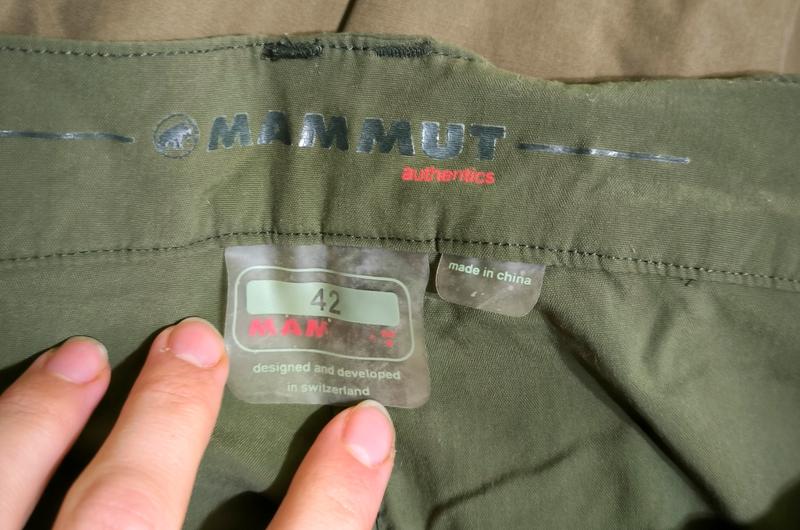 MAMMUT
authentics
made in china
42
designed and developed
in switzerland